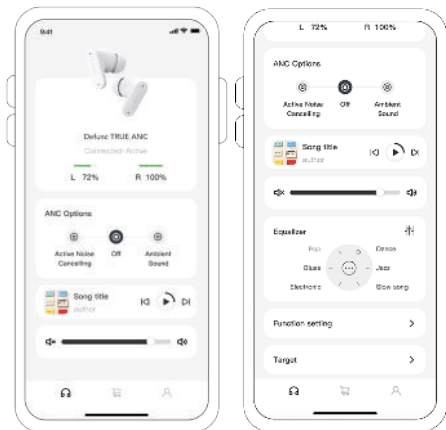 9:41
Defunc TRUE ANC
Connected- Active
L 72% R 100%
ANC Options
Active Noise Cancelling
Off
Ambient Sound
Song title
author
L 72% R 100%
ANC Options
Active Noise Cancelling
Off
Ambient Sound
Song title
author
Equalizer
Pop Dance
Blues Jazz
Electronic Slow song
Function setting
Target